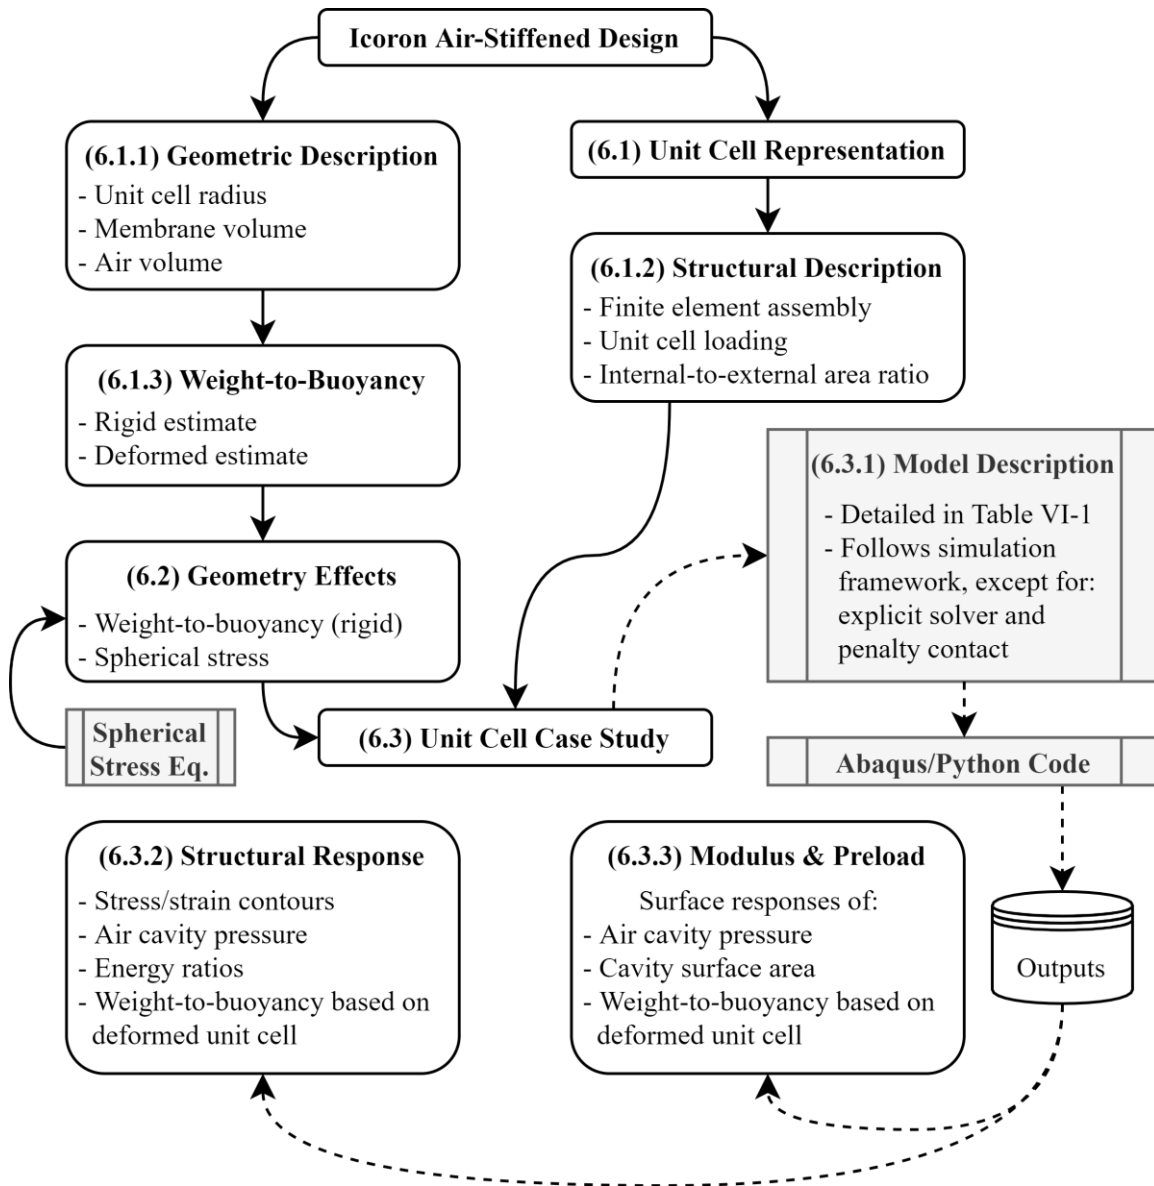 Icoron Air-Stiffened Design
(6.1.1) Geometric Description
- Unit cell radius
- Membrane volume
- Air volume
(6.1) Unit Cell Representation
(6.1.2) Structural Description
- Finite element assembly
- Unit cell loading
- Internal-to-external area ratio
(6.1.3) Weight-to-Buoyancy
- Rigid estimate
- Deformed estimate
(6.3.1) Model Description
- Detailed in Table VI-1
- Follows simulation
framework, except for:
explicit solver and
penalty contact
(6.2) Geometry Effects
- Weight-to-buoyancy (rigid)
- Spherical stress
Spherical
Stress Eq.
(6.3) Unit Cell Case Study
Abaqus/Python Code
(6.3.2) Structural Response
- Stress/strain contours
- Air cavity pressure
- Energy ratios
- Weight-to-buoyancy based on
deformed unit cell
(6.3.3) Modulus & Preload
Surface responses of:
- Air cavity pressure
- Cavity surface area
- Weight-to-buoyancy based on
deformed unit cell
Outputs